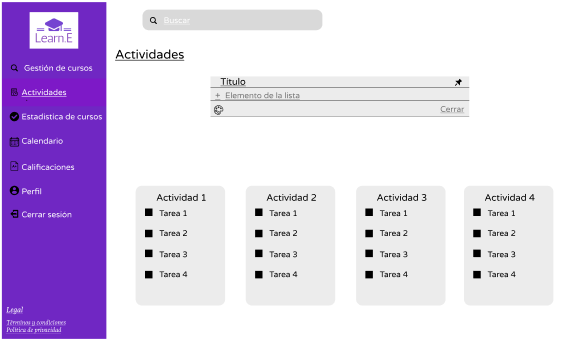 Buscar
Learn.E
Actividades
Gestión de cursos
Título
Actividades
+ Elemento de la lista
Cerrar
Estadistica de cursos
Calendario
Calificaciones
Perfil
Cerrar sesión
Actividad 1
Tarea 1
Tarea 2
Tarea 3
Tarea 4
Actividad 2
Tarea 1
Tarea 2
Tarea 3
Tarea 4
Actividad 3
Tarea 1
Tarea 2
Tarea 3
Tarea 4
Actividad 4
Tarea 1
Tarea 2
Tarea 3
Tarea 4
Legal
Términos y condiciones
Política de privacidad